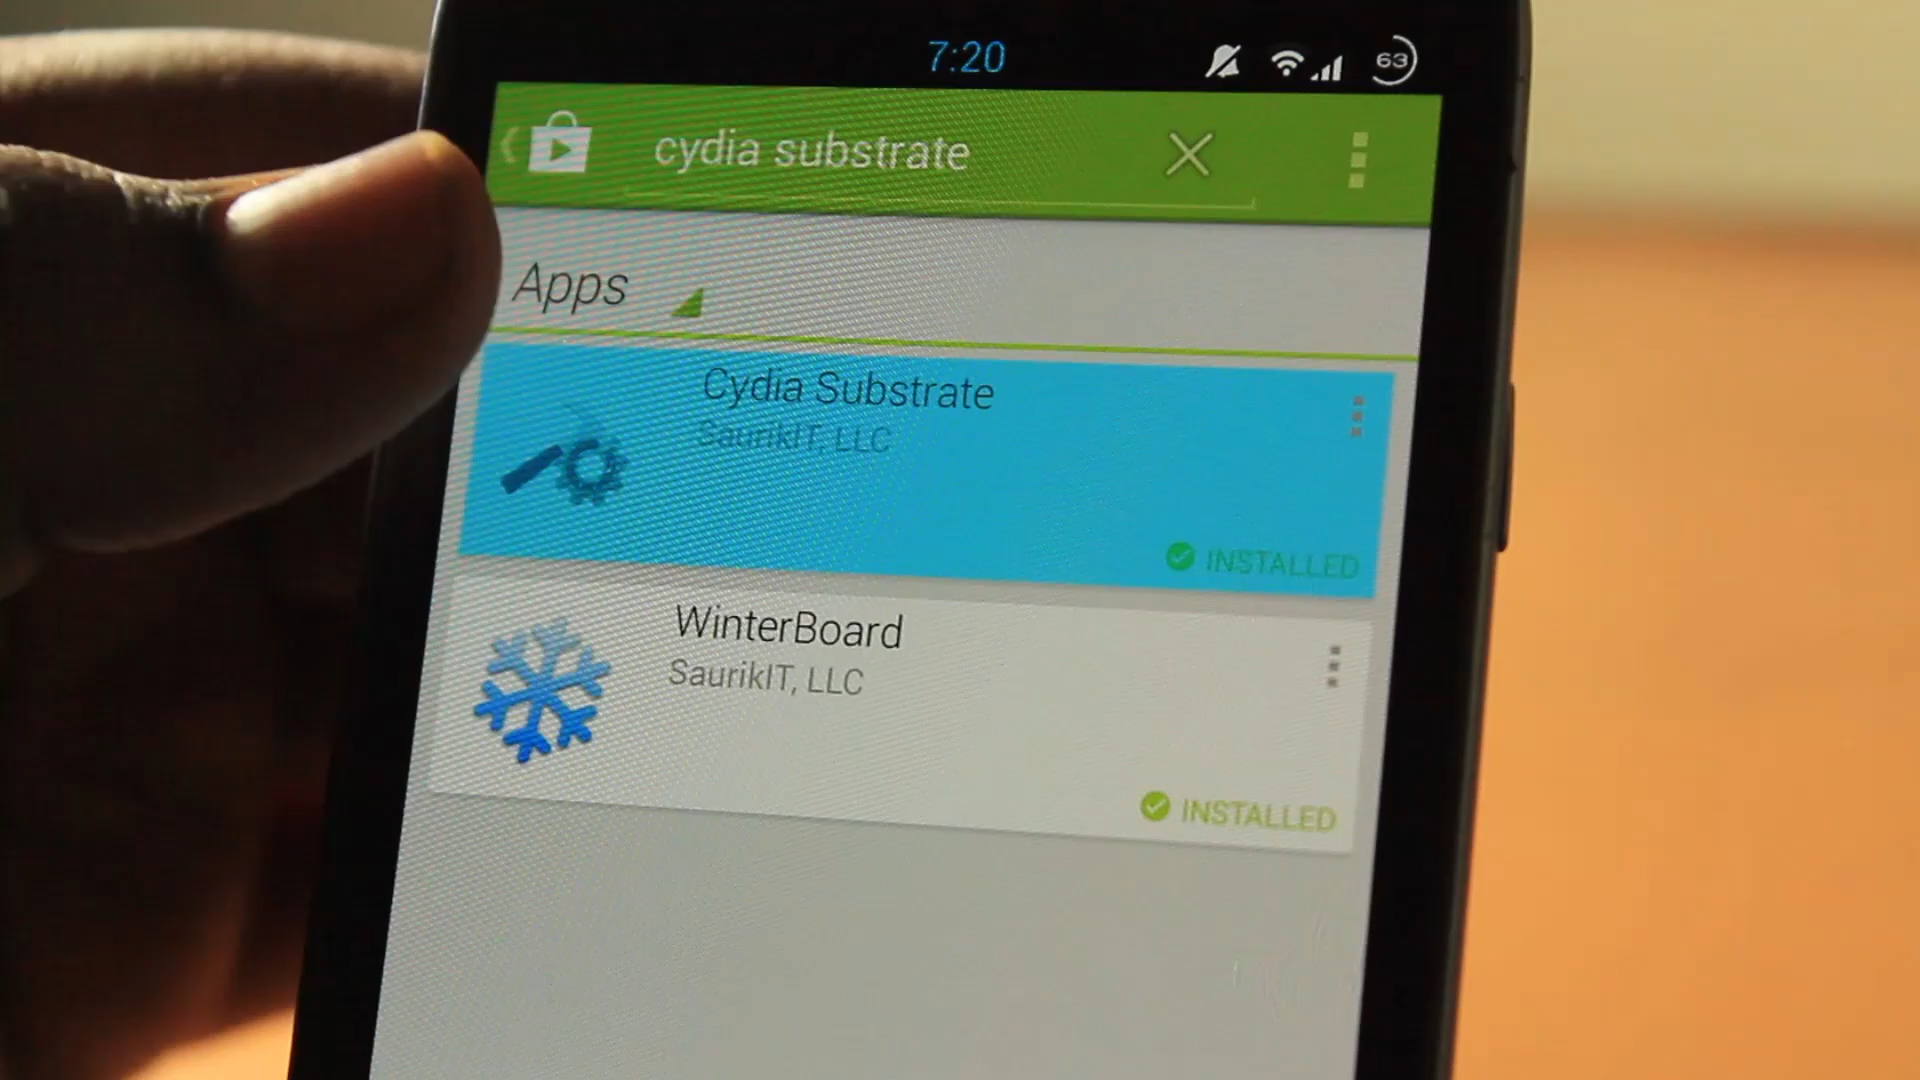 7:20
63
cydia substrate
Apps
Cydia Substrate
SaurikIT, LLC
INSTALLED
WinterBoard
SaurikIT, LLC
INSTALLED